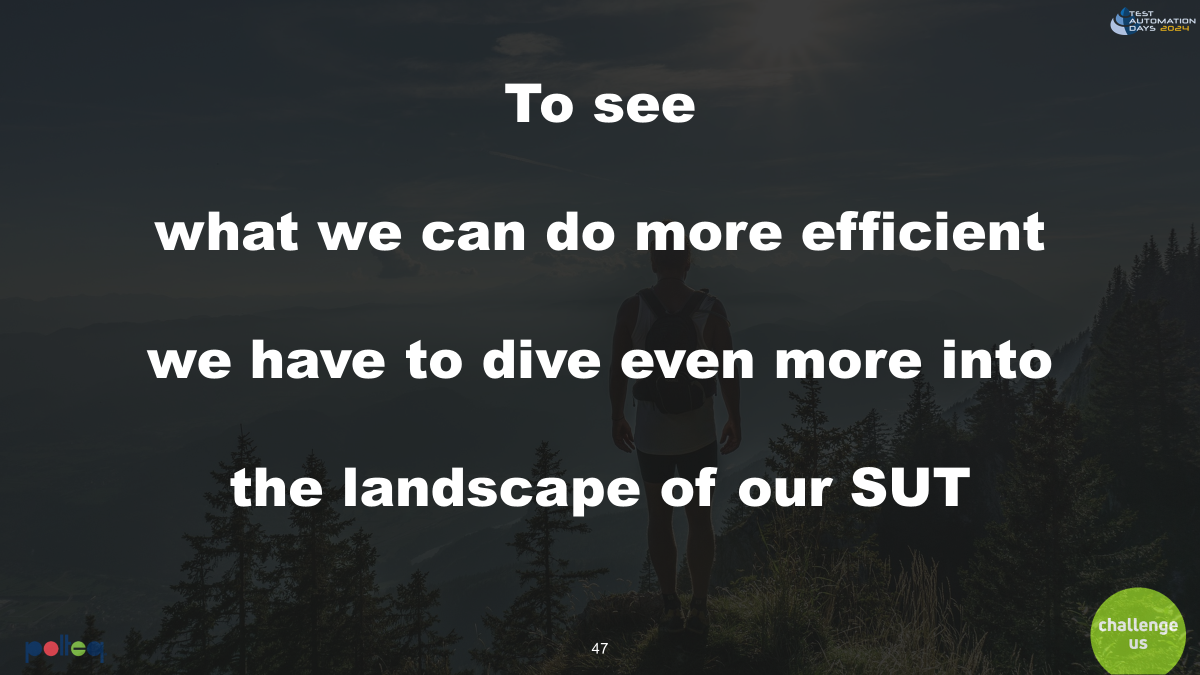 TEST
AUTOMATION
DAYS 2024
To see
what we can do more efficient
we have to dive even more into
the landscape of our SUT
polteq
47
challenge
us